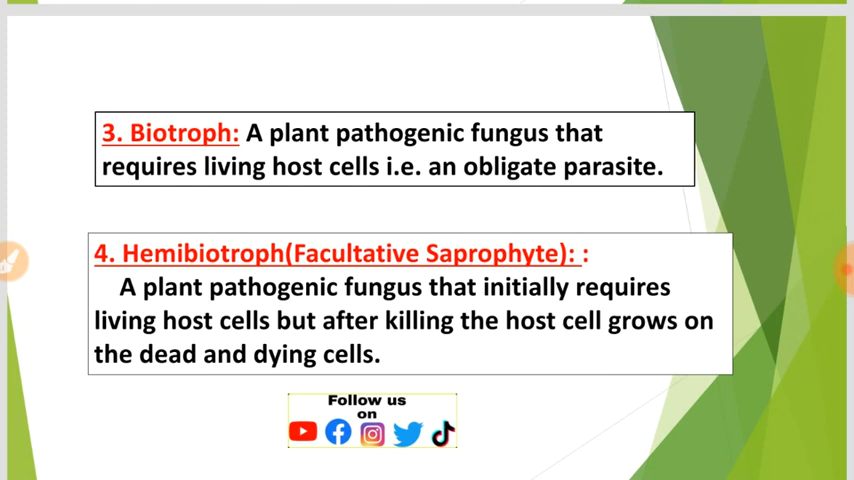 3. Biotroph: A plant pathogenic fungus that
requires living host cells i.e. an obligate parasite.
4. Hemibiotroph(Facultative Saprophyte): :
A plant pathogenic fungus that initially requires
living host cells but after killing the host cell grows on
the dead and dying cells.
Follow us
on